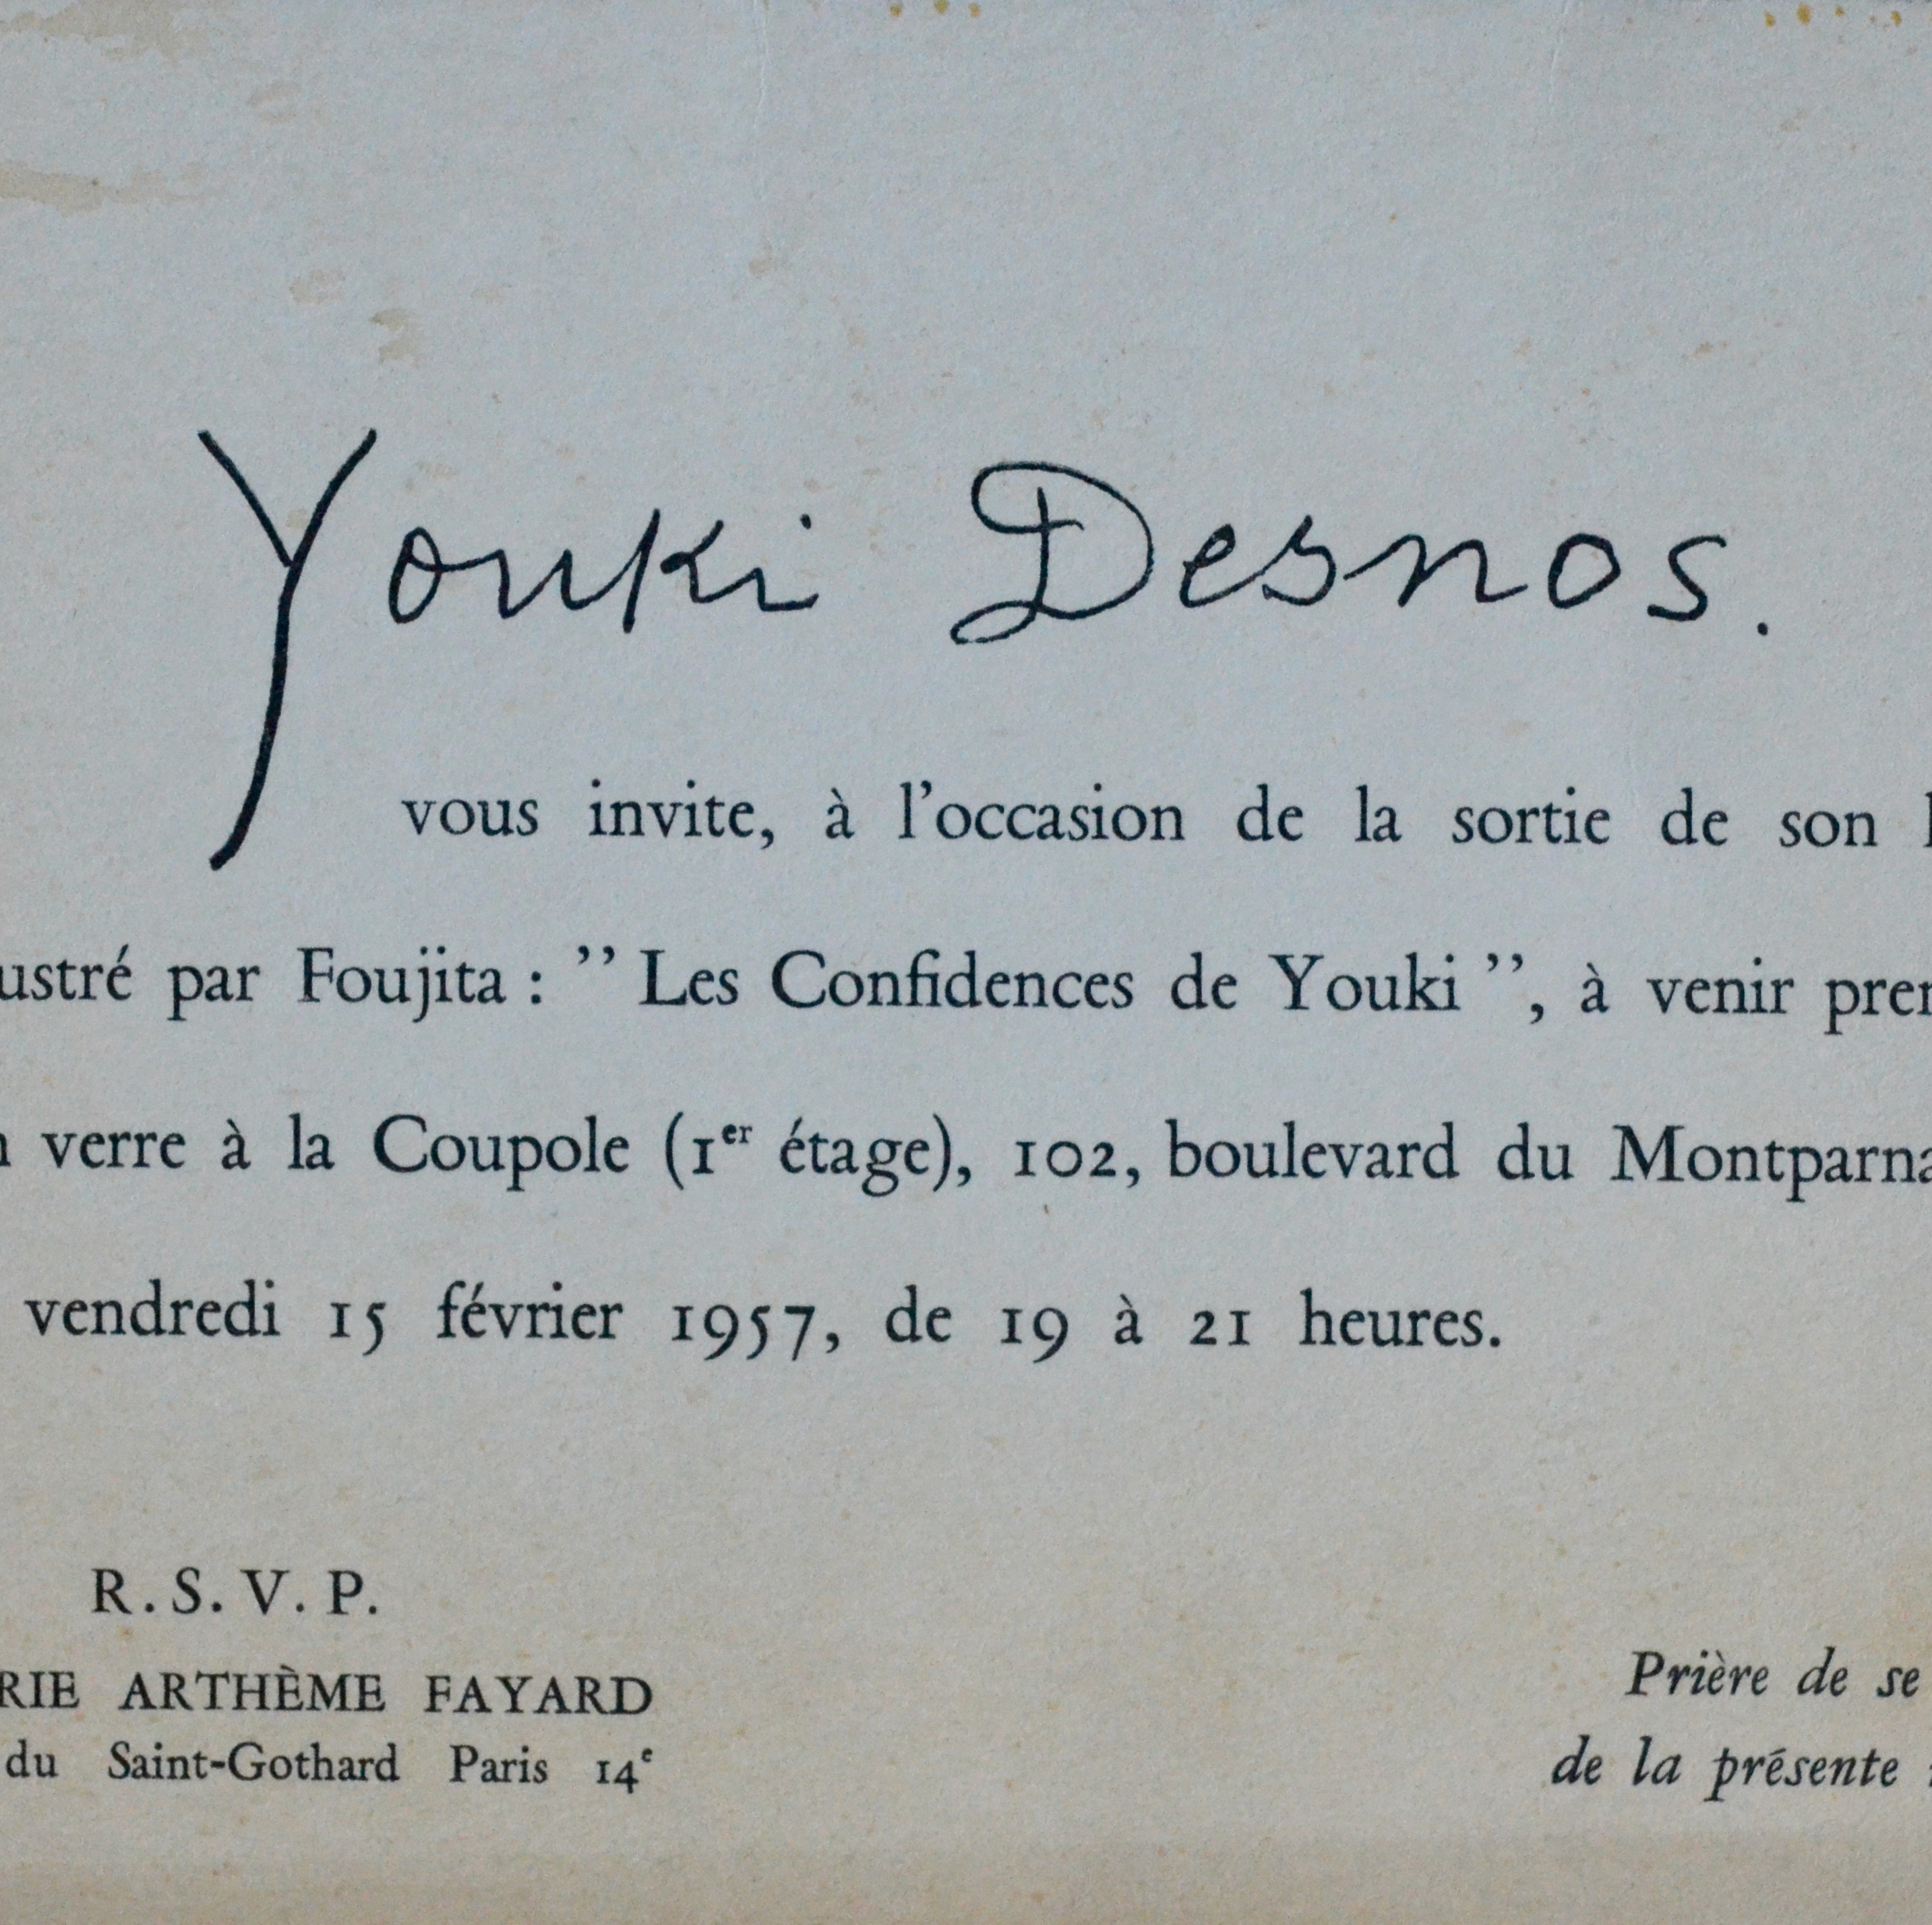 Youki Desnos.
vous invite, à l'occasion de la sortie de son
ustré par Foujita : ” Les Confidences de Youki ”, à venir pren
verre à la Coupole (1er étage), 102, boulevard du Montparna
vendredi 15 février 1957, de 19 à 21 heures.
R. S. V. P.
RIE ARTHÈME FAYARD
du Saint-Gothard Paris 14e
Prière de se
de la présente